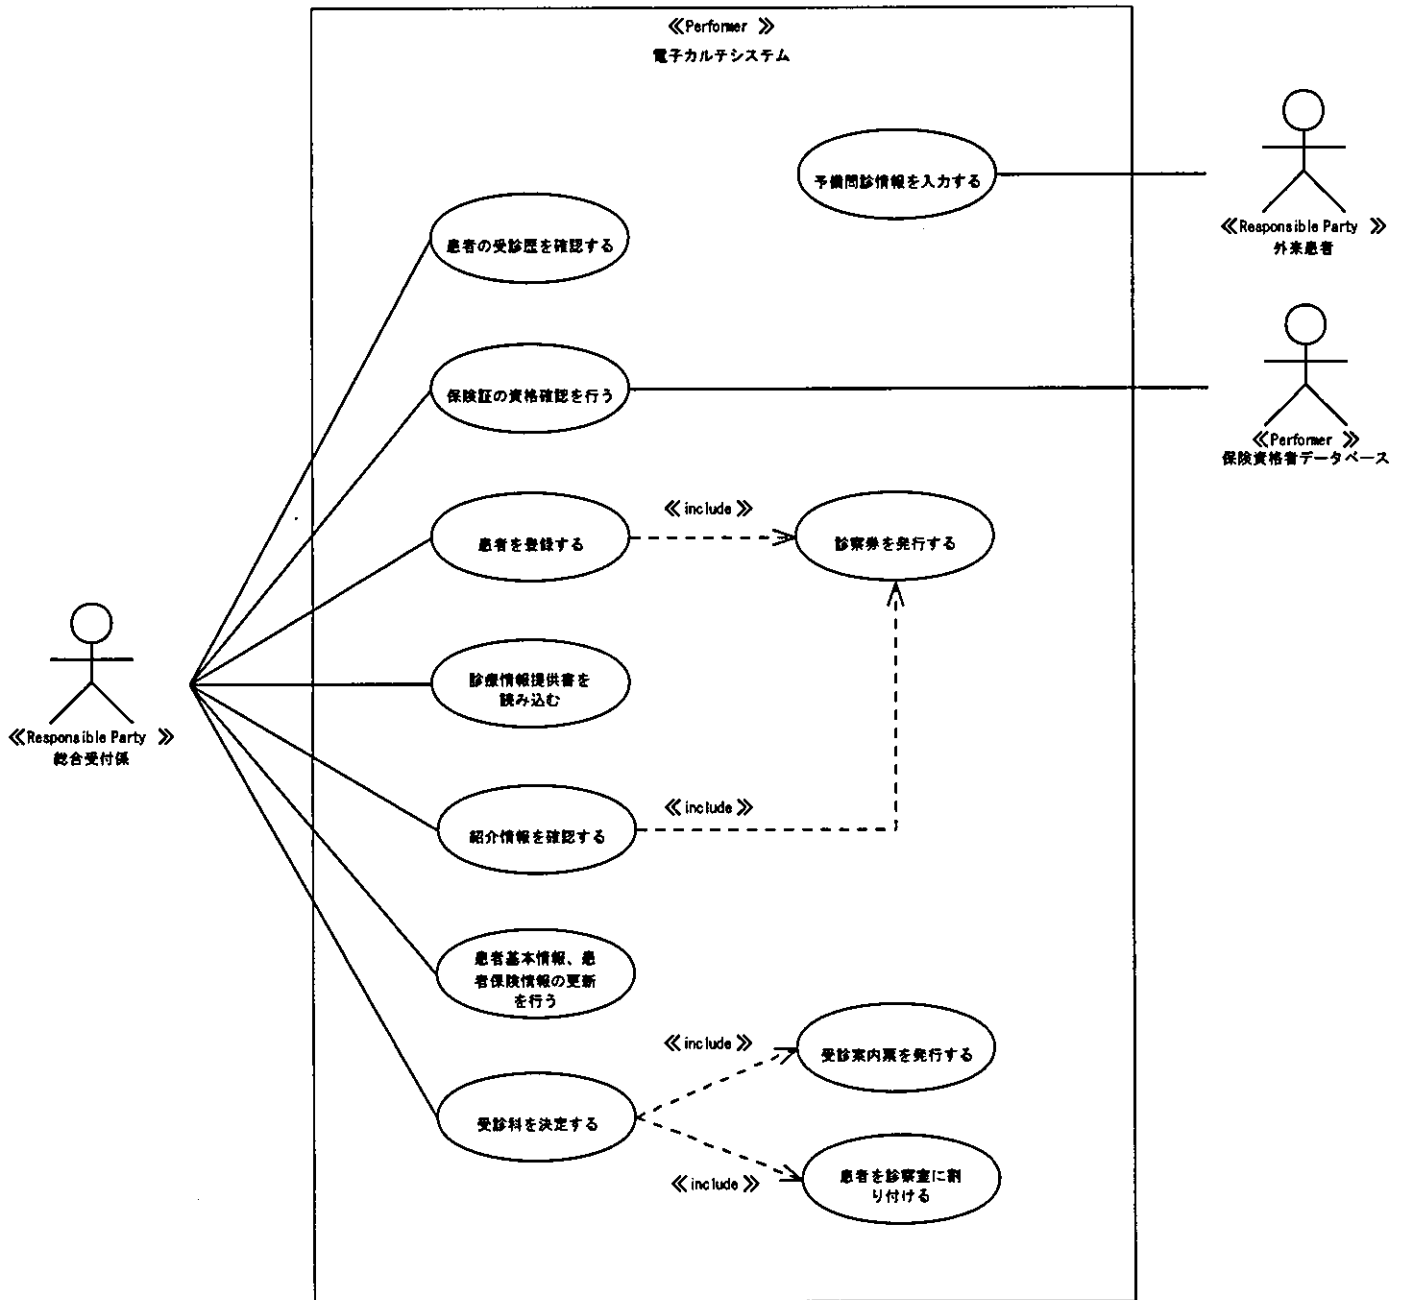 ≪Performer ≫
電子カルテシステム
予備問診情報を入力する
≪Responsible Party ≫
外来患者
患者の受診歴を確認する
保険証の資格確認を行う
≪Performer ≫
保険資格者データベース
≪include≫
患者を登録する
診察券を発行する
診療情報提供書を
読み込む
≪Responsible Party ≫
総合受付係
≪include≫
紹介情報を確認する
患者基本情報、患
者保険情報の更新
を行う
≪include≫
受診案内票を発行する
受診科を決定する
≪include≫
患者を診察室に割
り付ける